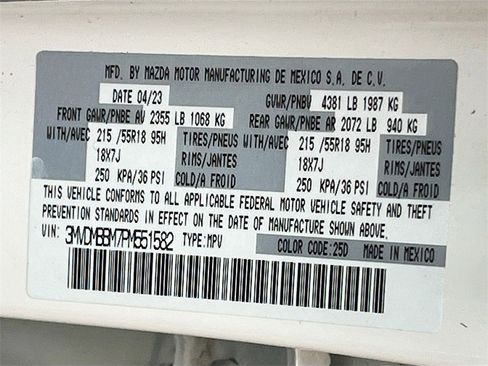 MFD. BY MAZDA MOTOR MANUFACTURING DE MEXICO S.A. DE C.V.
DATE 04/23 GVWR/PNBV 4381 LB 1987 KG
FRONT GAWR/PNBE AV 2355 LB 1068 KG REAR GAWR/PNBE AR 2072 LB 940 KG
WITH/AVEC 215 /55R18 95H TIRES/PNEUS WITH/AVEC 215 /55R18 95H TIRES/PNEUS
18X7J RIMS/JANTES 18X7J RIMS/JANTES
250 KPA/36 PSI COLD/A FROID 250 KPA/36 PSI COLD/A FROID
THIS VEHICLE CONFORMS TO ALL APPLICABLE FEDERAL MOTOR VEHICLE SAFETY AND THEFT
PREVENTION STANDARDS IN EFFECT ON THE DATE OF MANUFACTURE SHOWN ABOVE.
VIN: 3MVDMBBM7PM551582 TYPE:MPV
COLOR CODE:25D MADE IN MEXICO